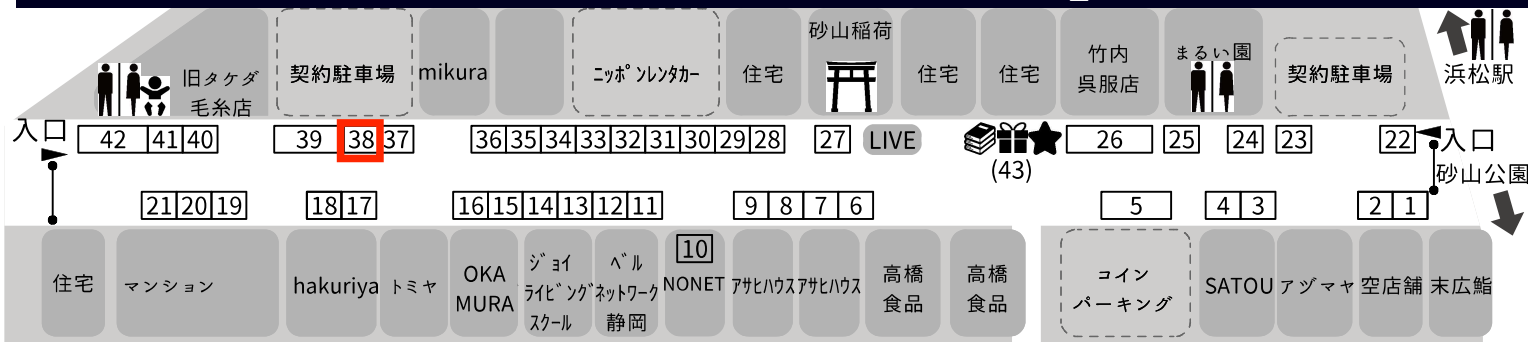 砂山稲荷
旧タケダ
毛糸店
契約駐車場
mikura
ニッポンレンタカー
住宅
住宅
住宅
竹内
呉服店
まるい園
契約駐車場
浜松駅
入口
42 41 40
39 38 37
36 35 34 33 32 31 30 29 28
27
LIVE
(43)
26
25
24
23
22
入口
砂山公園
21 20 19
18 17
16 15 14 13 12 11
9 8 7 6
5
4 3
2 1
住宅
マンション
hakuriya
トミヤ
OKA
MURA
ジョイ
ライビング
スクール
ベル
ネットワーク
静岡
10
NONET
アサヒハウス
アサヒハウス
高橋
食品
高橋
食品
コイン
パーキング
SATOU
アヅマヤ
空店舗
末広鮨